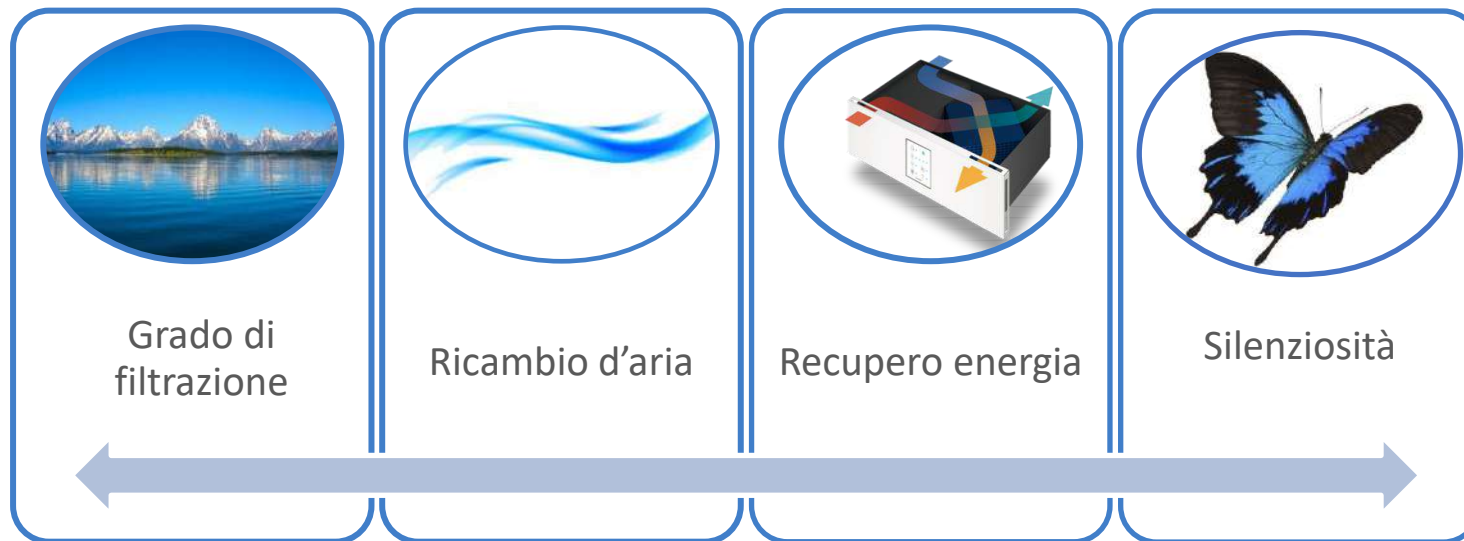 Grado di
filtrazione
Ricambio d’aria
Recupero energia
Silenziosità